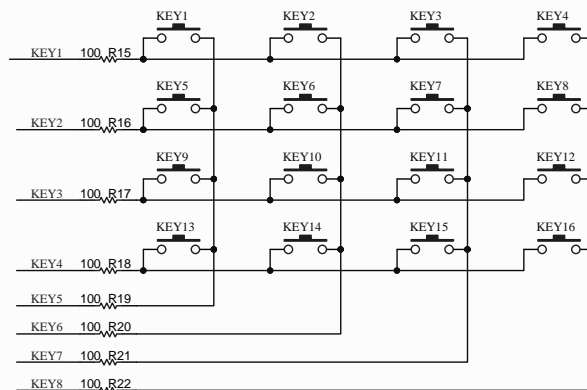 KEY1 KEY2 KEY3 KEY4
KEY1 100 R15
KEY5 KEY6 KEY7 KEY8
KEY2 100 R16
KEY9 KEY10 KEY11 KEY12
KEY3 100 R17
KEY13 KEY14 KEY15 KEY16
KEY4 100 R18
KEY5 100 R19
KEY6 100 R20
KEY7 100 R21
KEY8 100 R22